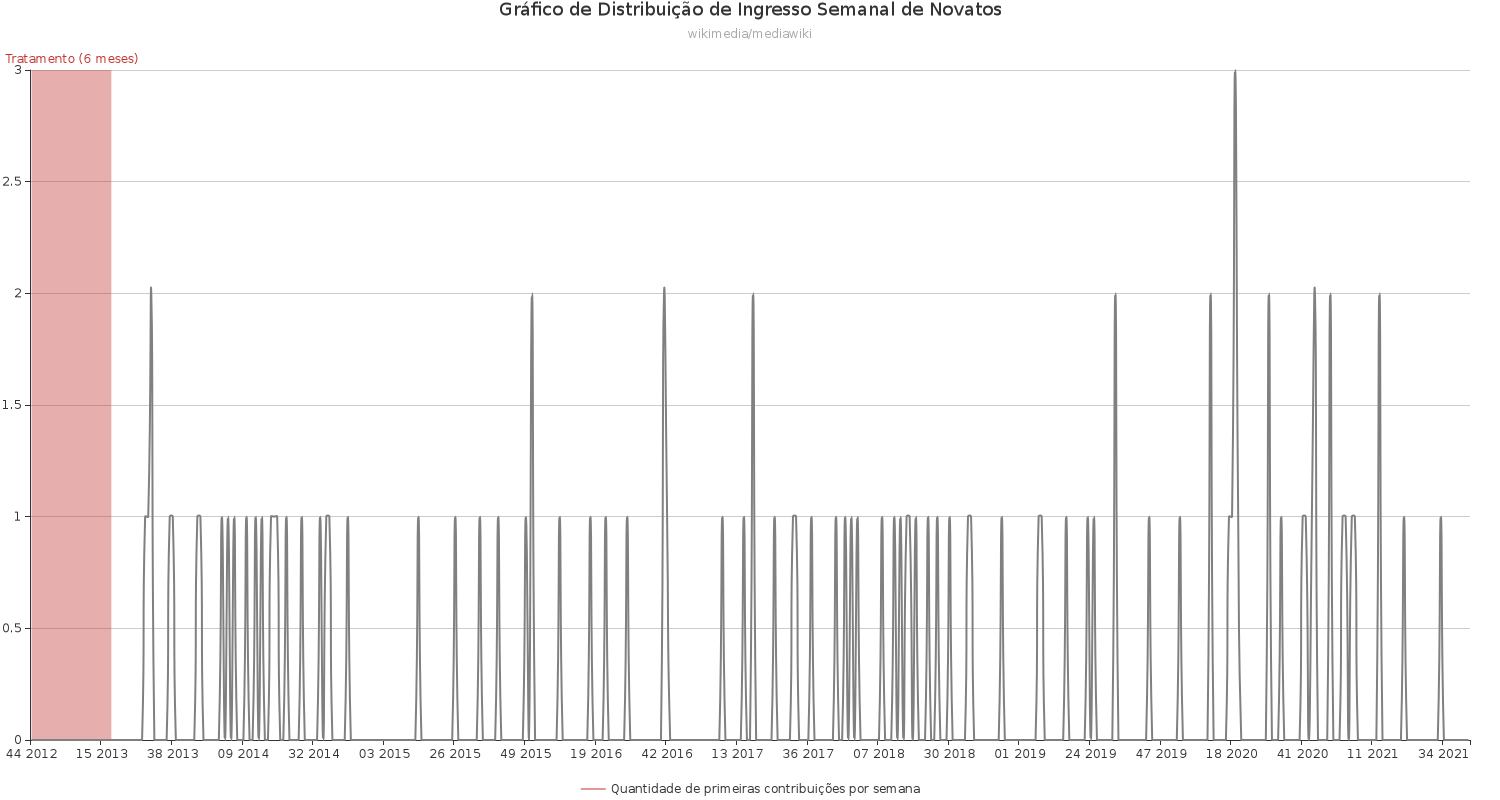 Gráfico de Distribuição de Ingresso Semanal de Novatos
wikimedia/mediawiki
Tratamento (6 meses)
3
2.5
2
1.5
1
0.5
0
44 2012 15 2013 38 2013 09 2014 32 2014 03 2015 26 2015 49 2015 19 2016 42 2016 13 2017 36 2017 07 2018 30 2018 01 2019 24 2019 47 2019 18 2020 41 2020 11 2021 34 2021
Quantidade de primeiras contribuições por semana